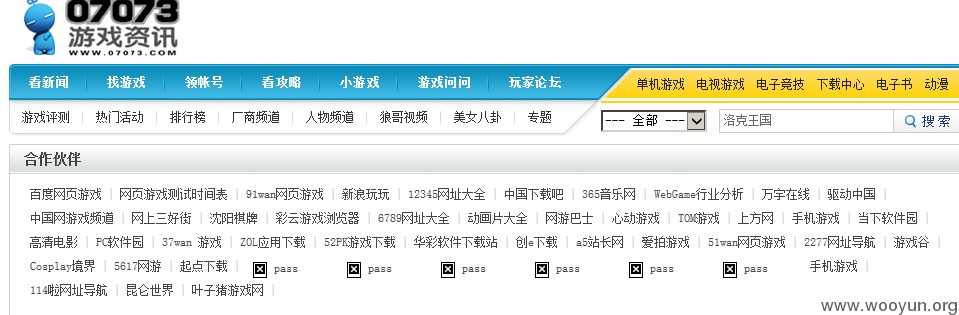 07073
游戏资讯
www.07073.com
看新闻 找游戏 领帐号 看攻略 小游戏 游戏问问 玩家论坛 单机游戏 电视游戏 电子竞技 下载中心 电子书 动漫
游戏评测 热门活动 排行榜 厂商频道 人物频道 狼哥视频 美女八卦 专题 --- 全部 --- 洛克王国 搜 索
合作伙伴
百度网页游戏 | 网页游戏测试时间表 | 91wan网页游戏 | 新浪玩玩 | 12345网址大全 | 中国下载吧 | 365音乐网 | WebGame行业分析 | 万宇在线 | 驱动中国 |
中国网游戏频道 | 网上三好街 | 沈阳棋牌 | 彩云游戏浏览器 | 6789网址大全 | 动画片大全 | 网游巴士 | 心动游戏 | TOM游戏 | 上方网 | 手机游戏 | 当下软件园 |
高清电影 | PC软件园 | 37wan 游戏 | ZOL应用下载 | 52PK游戏下载 | 华彩软件下载站 | 创e下载 | a5站长网 | 爱拍游戏 | 51wan网页游戏 | 2277网址导航 | 游戏谷 |
Cosplay境界 | 5617网游 | 起点下载 | pass pass pass pass pass pass 手机游戏 |
114啦网址导航 | 昆仑世界 | 叶子猪游戏网 |
www.wooyun.org